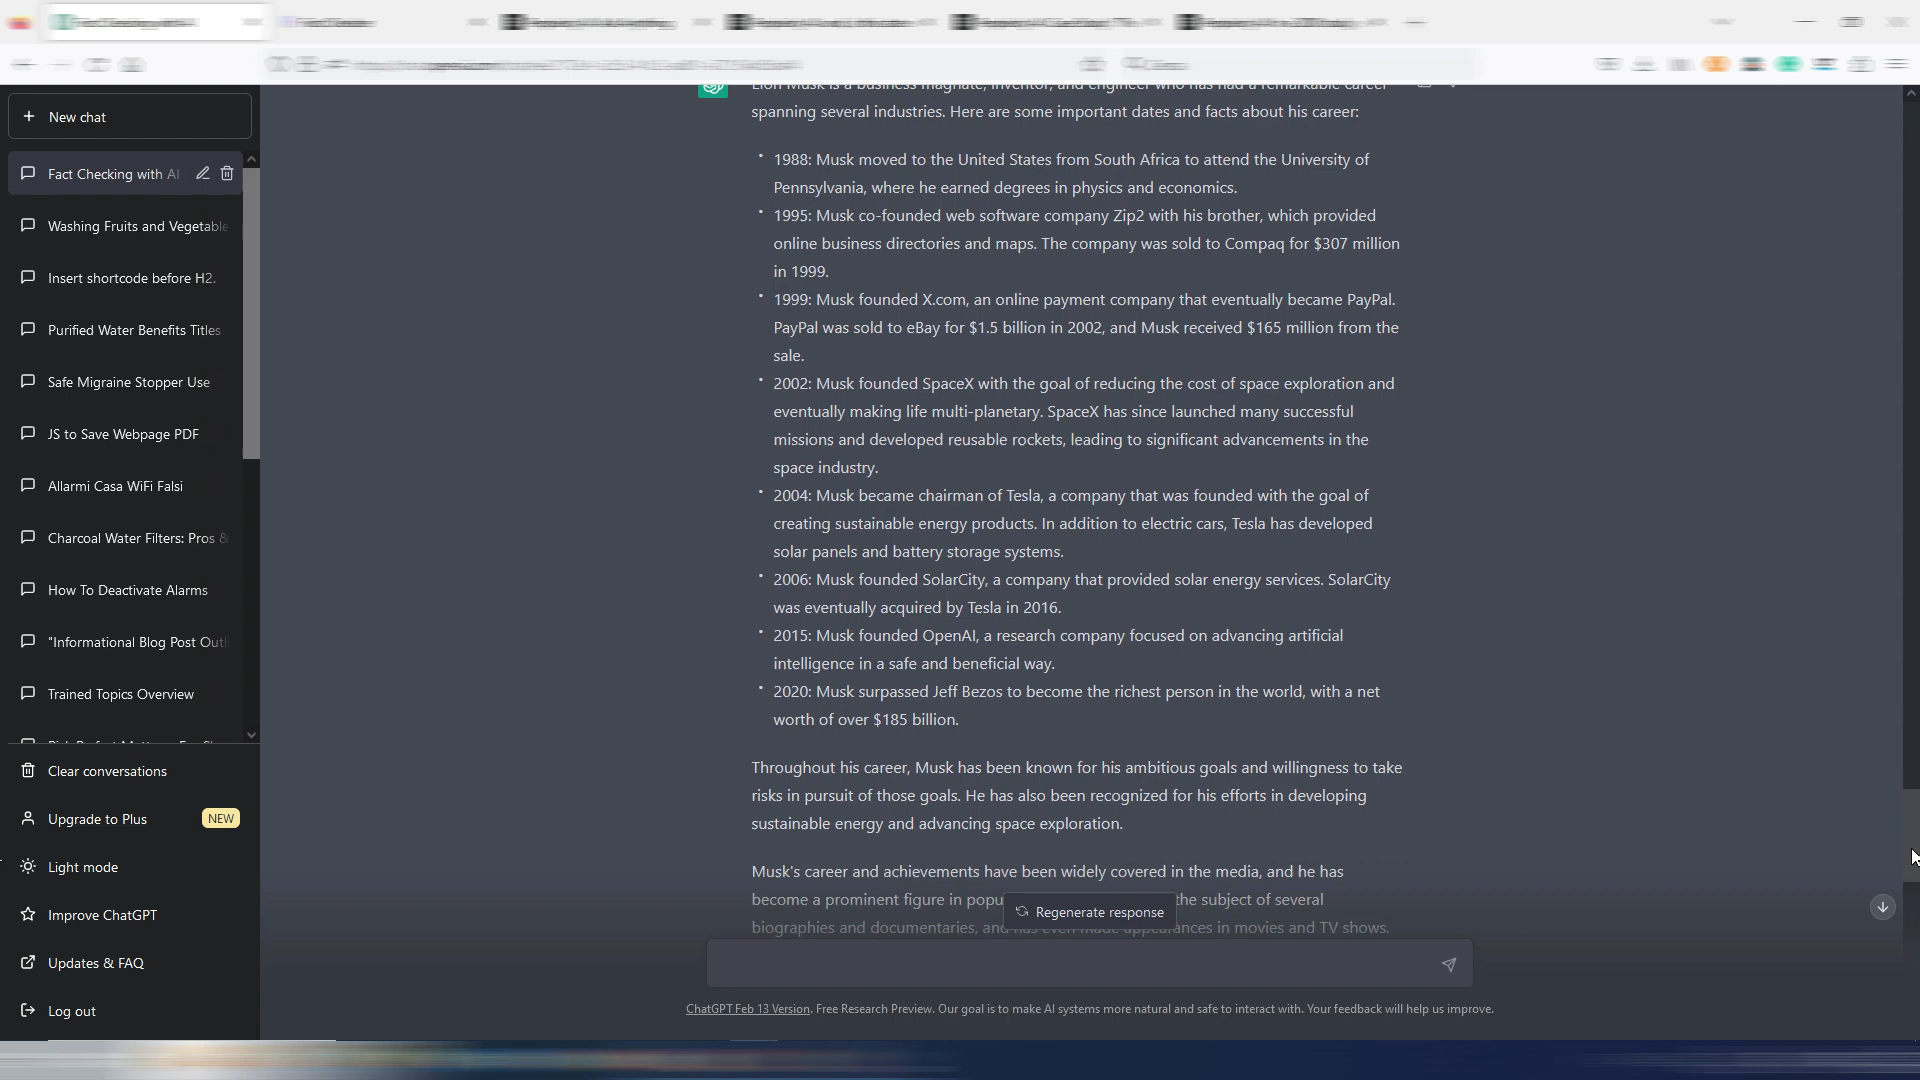 New chat
Fact Checking with AI
Washing Fruits and Vegetable
Insert shortcode before H2.
Purified Water Benefits Titles
Safe Migraine Stopper Use
JS to Save Webpage PDF
Allarmi Casa WiFi Falsi
Charcoal Water Filters: Pros &
How To Deactivate Alarms
"Informational Blog Post Outli
Trained Topics Overview
Clear conversations
Upgrade to Plus NEW
Light mode
Improve ChatGPT
Updates & FAQ
Log out
Elon Musk is a business magnate, inventor, and engineer who has had a remarkable career
spanning several industries. Here are some important dates and facts about his career:
• 1988: Musk moved to the United States from South Africa to attend the University of
Pennsylvania, where he earned degrees in physics and economics.
• 1995: Musk co-founded web software company Zip2 with his brother, which provided
online business directories and maps. The company was sold to Compaq for $307 million
in 1999.
• 1999: Musk founded X.com, an online payment company that eventually became PayPal.
PayPal was sold to eBay for $1.5 billion in 2002, and Musk received $165 million from the
sale.
• 2002: Musk founded SpaceX with the goal of reducing the cost of space exploration and
eventually making life multi-planetary. SpaceX has since launched many successful
missions and developed reusable rockets, leading to significant advancements in the
space industry.
• 2004: Musk became chairman of Tesla, a company that was founded with the goal of
creating sustainable energy products. In addition to electric cars, Tesla has developed
solar panels and battery storage systems.
• 2006: Musk founded SolarCity, a company that provided solar energy services. SolarCity
was eventually acquired by Tesla in 2016.
• 2015: Musk founded OpenAI, a research company focused on advancing artificial
intelligence in a safe and beneficial way.
• 2020: Musk surpassed Jeff Bezos to become the richest person in the world, with a net
worth of over $185 billion.
Throughout his career, Musk has been known for his ambitious goals and willingness to take
risks in pursuit of those goals. He has also been recognized for his efforts in developing
sustainable energy and advancing space exploration.
Musk's career and achievements have been widely covered in the media, and he has
become a prominent figure in popu the subject of several
biographies and documentaries, and has even made appearances in movies and TV shows.
Regenerate response
ChatGPT Feb 13 Version. Free Research Preview. Our goal is to make AI systems more natural and safe to interact with. Your feedback will help us improve.